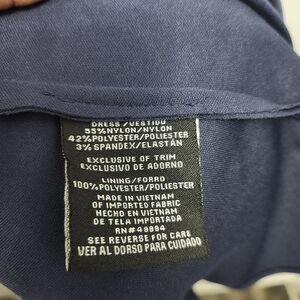 DRESS/VESTIDO
55%NYLON/NYLON
42%POLYESTER/POLIESTER
3%SPANDEX/ELASTÁN
EXCLUSIVE OF TRIM
EXCLUSIVO DE ADORNO
LINING/FORRO
100%POLYESTER/POLIESTER
MADE IN VIETNAM
OF IMPORTED FABRIC
HECHO EN VIETNAM
DE TELA IMPORTADA
RN#49994
SEE REVERSE FOR CARE
VER AL DORSO PARA CUIDADO